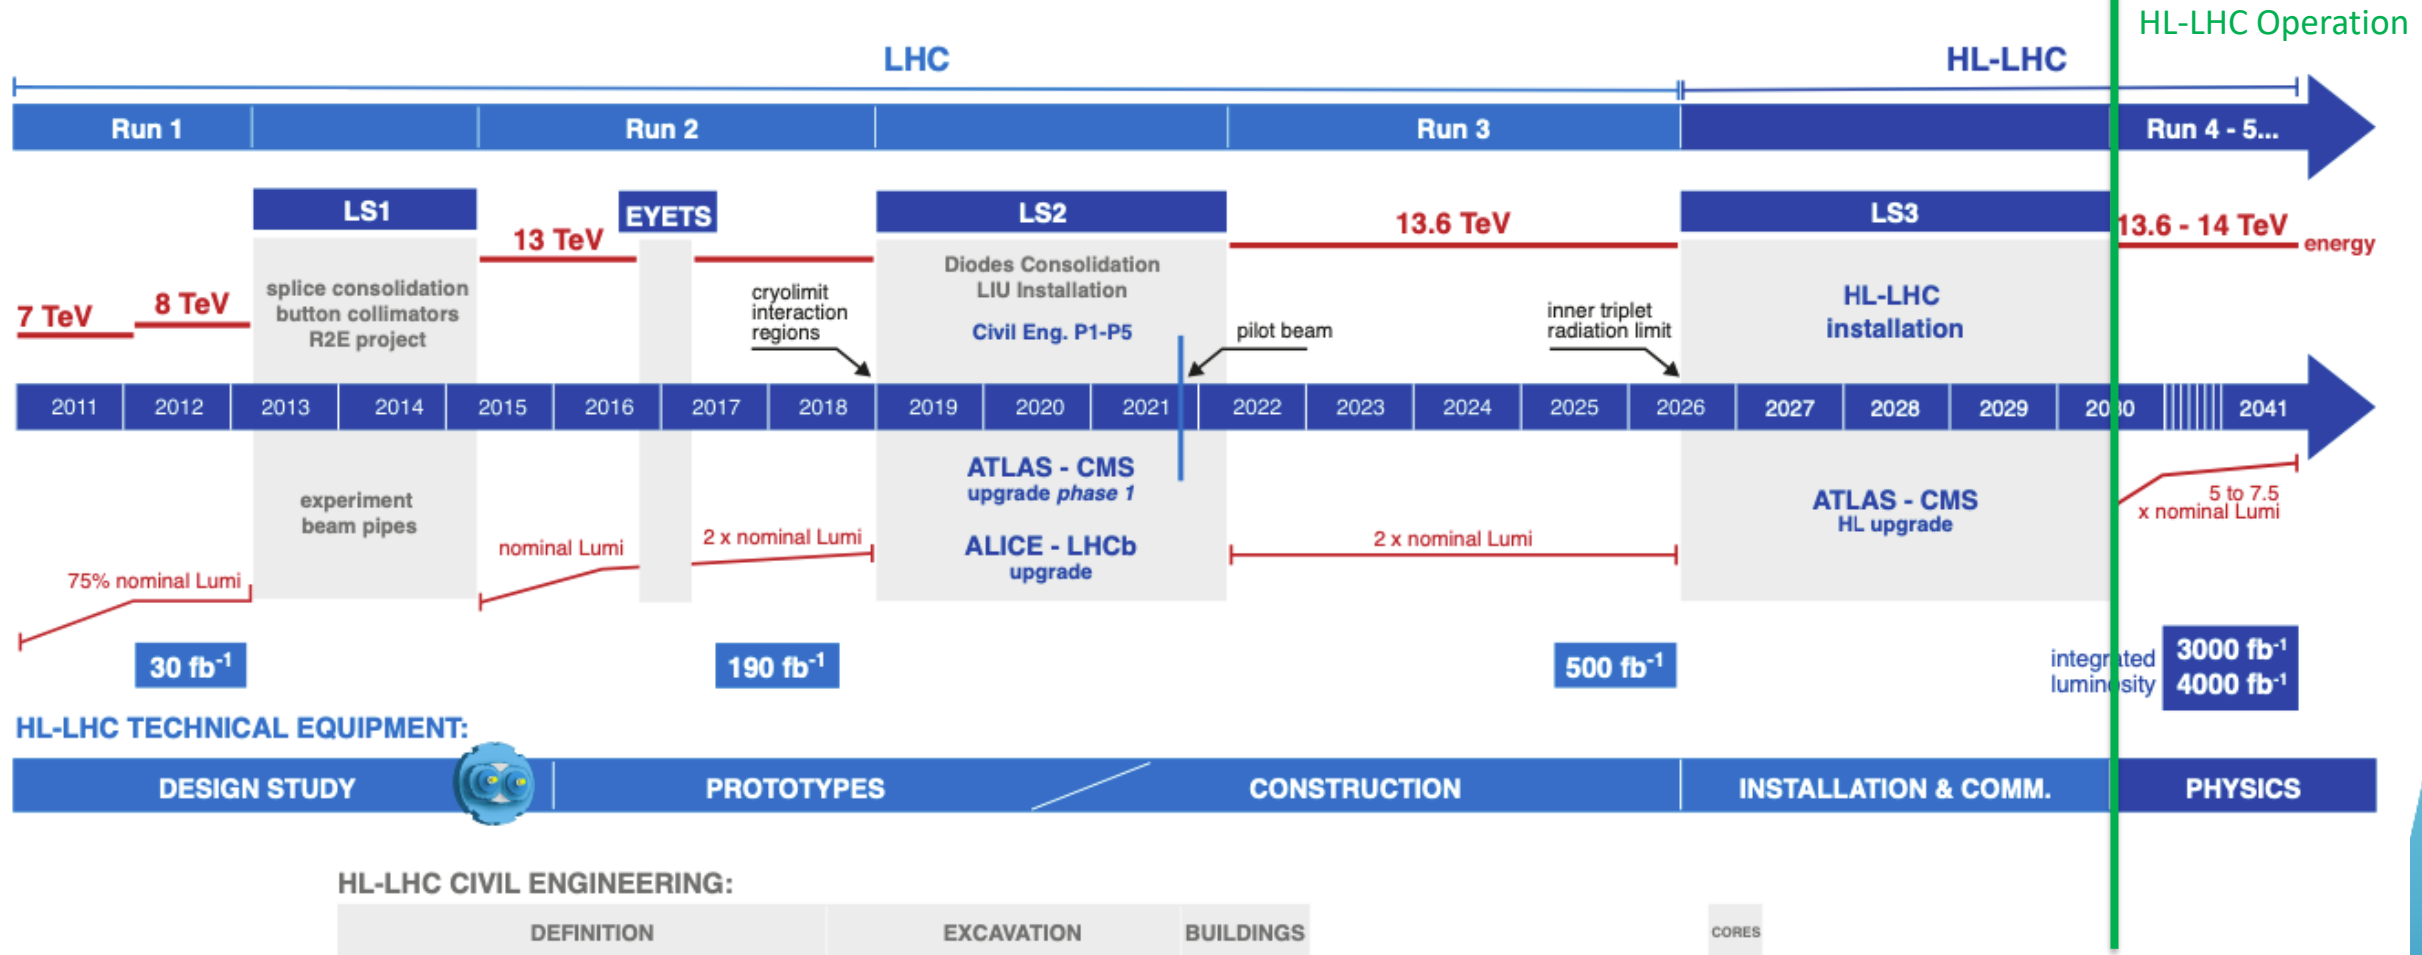 HL-LHC Operation
LHC
HL-LHC
Run 1
Run 2
Run 3
Run 4 - 5...
LS1
EYETS
LS2
LS3
13 TeV
13.6 TeV
13.6 - 14 TeV
energy
7 TeV
8 TeV
splice consolidation
button collimators
R2E project
cryolimit
interaction
regions
Diodes Consolidation
LIU Installation
Civil Eng. P1-P5
pilot beam
inner triplet
radiation limit
HL-LHC
installation
2011 2012 2013 2014 2015 2016 2017 2018 2019 2020 2021 2022 2023 2024 2025 2026 2027 2028 2029 2030 2041
experiment
beam pipes
ATLAS - CMS
upgrade phase 1
ALICE - LHCb
upgrade
ATLAS - CMS
HL upgrade
75% nominal Lumi
nominal Lumi
2 x nominal Lumi
2 x nominal Lumi
5 to 7.5
x nominal Lumi
30 fb⁻¹
190 fb⁻¹
500 fb⁻¹
integrated
luminosity
3000 fb⁻¹
4000 fb⁻¹
HL-LHC TECHNICAL EQUIPMENT:
DESIGN STUDY
PROTOTYPES
CONSTRUCTION
INSTALLATION & COMM.
PHYSICS
HL-LHC CIVIL ENGINEERING:
DEFINITION
EXCAVATION
BUILDINGS
CORES